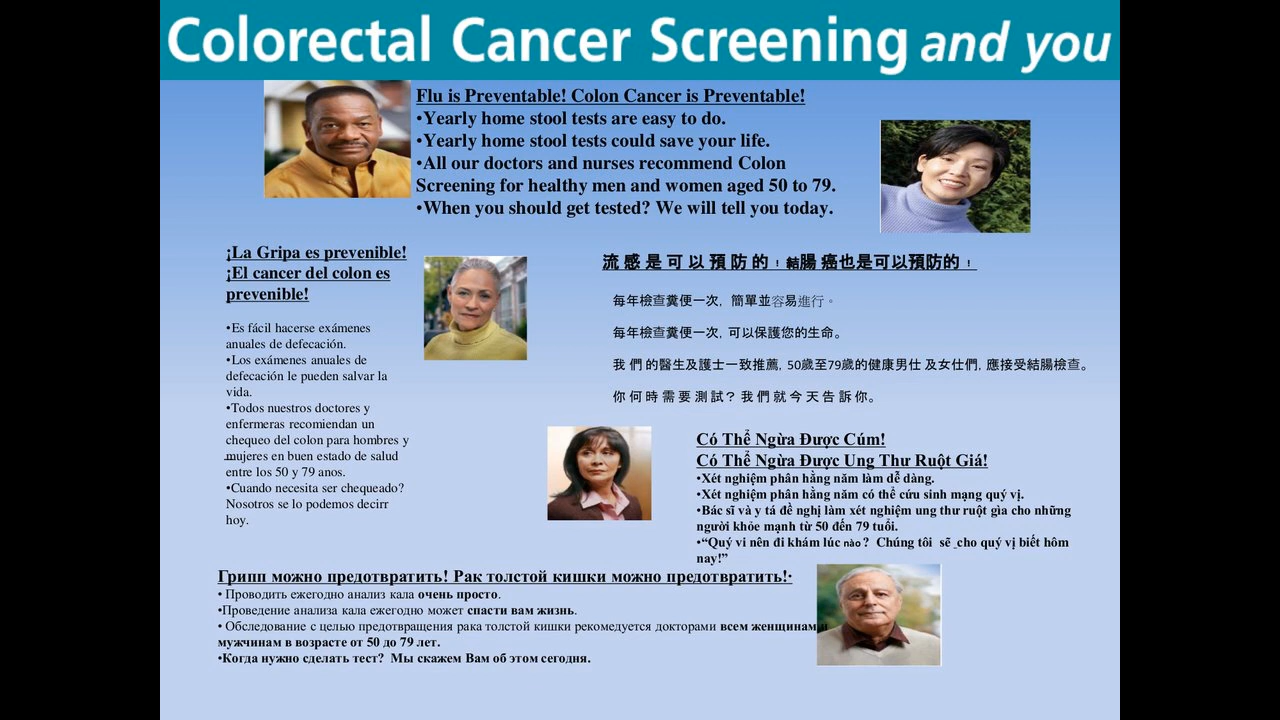 Colorectal Cancer Screening and you
Flu is Preventable! Colon Cancer is Preventable!
•Yearly home stool tests are easy to do.
•Yearly home stool tests could save your life.
•All our doctors and nurses recommend Colon
Screening for healthy men and women aged 50 to 79.
•When you should get tested? We will tell you today.
¡La Gripa es prevenible!
¡El cancer del colon es
prevenible!
•Es fácil hacerse exámenes
anuales de defecación.
•Los exámenes anuales de
defecación le pueden salvar la
vida.
•Todos nuestros doctores y
enfermeras recomiendan un
chequeo del colon para hombres y
mujeres en buen estado de salud
entre los 50 y 79 anos.
•Cuando necesita ser chequeado?
Nosotros se lo podemos decirr
hoy.
流 感 是 可 以 預 防 的 ！結腸 癌也是可以預防的 ！
每年檢查糞便一次，簡單並容易進行。
每年檢查糞便一次，可以保護您的生命。
我 們 的醫生及護士一致推薦，50歲至79歲的健康男仕 及女仕們，應接受結腸檢查。
你 何 時 需 要 測 試？ 我 們 就 今 天 告 訴 你。
Có Thể Ngừa Được Cúm!
Có Thể Ngừa Được Ung Thư Ruột Giá!
•Xét nghiệm phân hằng năm làm dễ dàng.
•Xét nghiệm phân hằng năm có thể cứu sinh mạng quý vị.
•Bác sĩ và y tá đề nghị làm xét nghiệm ung thư ruột gìa cho những
người khỏe mạnh từ 50 đến 79 tuổi.
•“Quý vi nên đi khám lúc nào ? Chúng tôi sẽ _cho quý vị biết hôm
nay!”
Грипп можно предотвратить! Рак толстой кишки можно предотвратить!·
• Проводить ежегодно анализ кала очень просто.
•Проведение анализа кала ежегодно может спасти вам жизнь.
• Обследование с целью предотвращения рака толстой кишки рекомедуется докторами всем женщинам и
мужчинам в возрасте от 50 до 79 лет.
•Когда нужно сделать тест? Мы скажем Вам об этом сегодня.